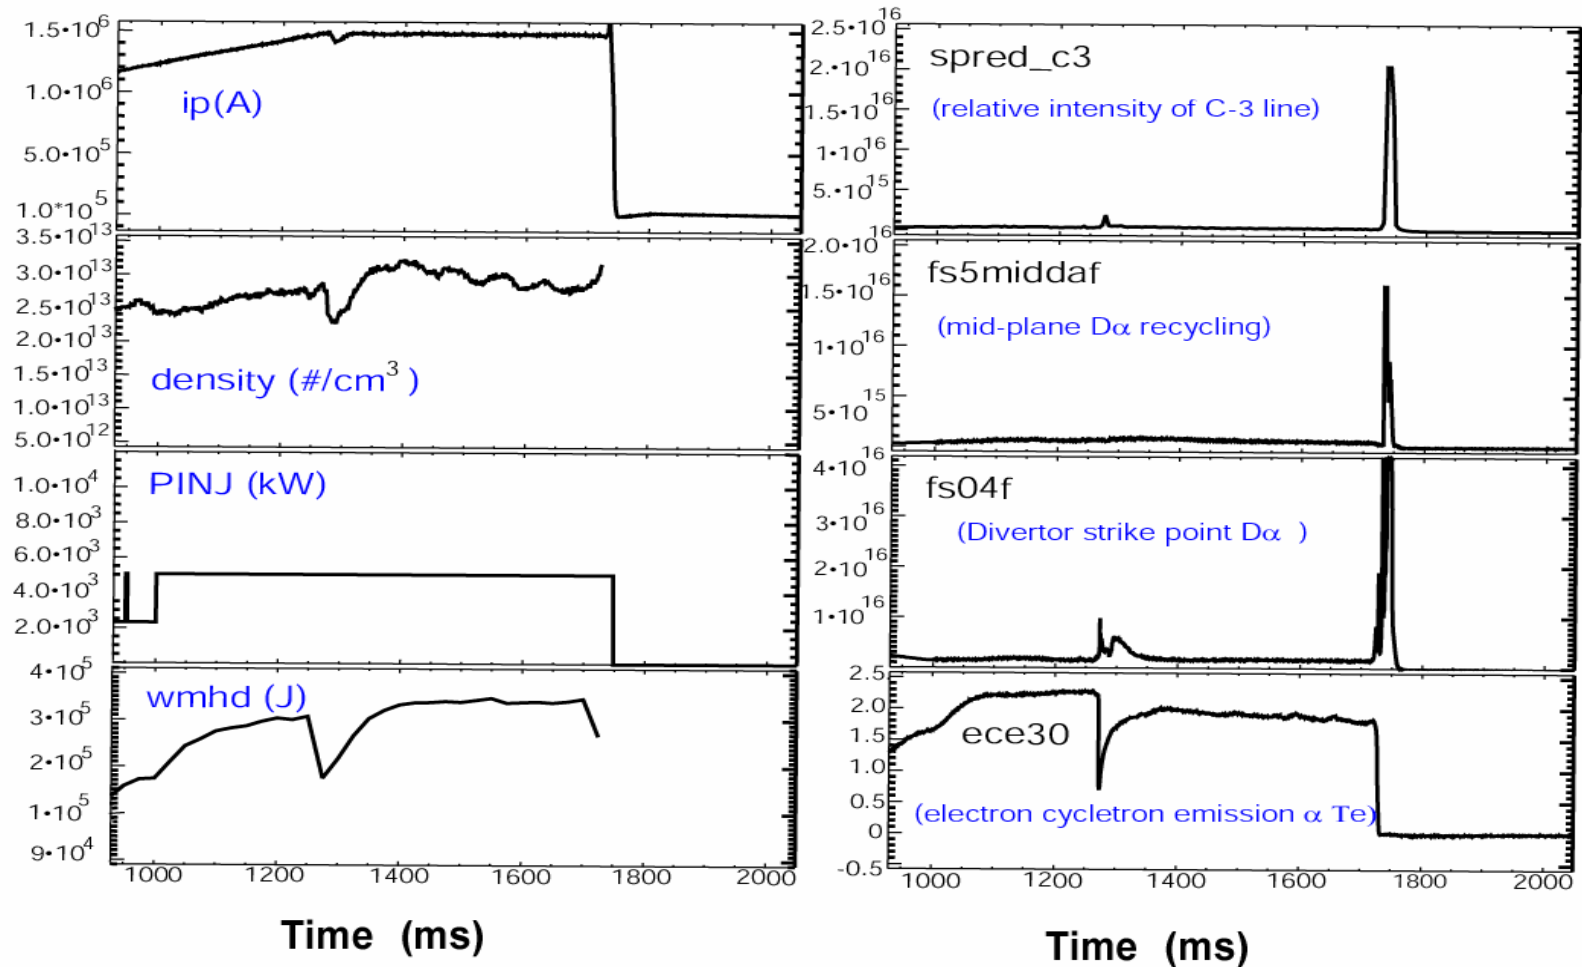 1.5•10⁶
1.0•10⁶
5.0•10⁵
1.0*10⁵
ip(A)
3.5•10¹³
3.0•10¹³
2.5•10¹³
2.0•10¹³
1.5•10¹³
1.0•10¹³
5.0•10¹²
density (#/cm³ )
1.0•10⁴
8.0•10³
6.0•10³
4.0•10³
2.0•10³
PINJ (kW)
4•10⁵
3•10⁵
2•10⁵
1•10⁵
9•10⁴
wmhd (J)
1000 1200 1400 1600 1800 2000
Time (ms)
2.5•10¹⁶
2.0•10¹⁶
1.5•10¹⁶
1•10¹⁶
5.•10¹⁵
16
spred_c3
(relative intensity of C-3 line)
2.0•10
1.5•10¹⁶
1•10¹⁶
5•10¹⁵
16
fs5middaf
(mid-plane Dα recycling)
4•10
3•10¹⁶
2•10¹⁶
1•10¹⁶
fs04f
(Divertor strike point Dα )
2.5
2.0
1.5
1.0
0.5
0
-0.5
ece30
(electron cycletron emission α Te)
1000 1200 1400 1600 1800 2000
Time (ms)